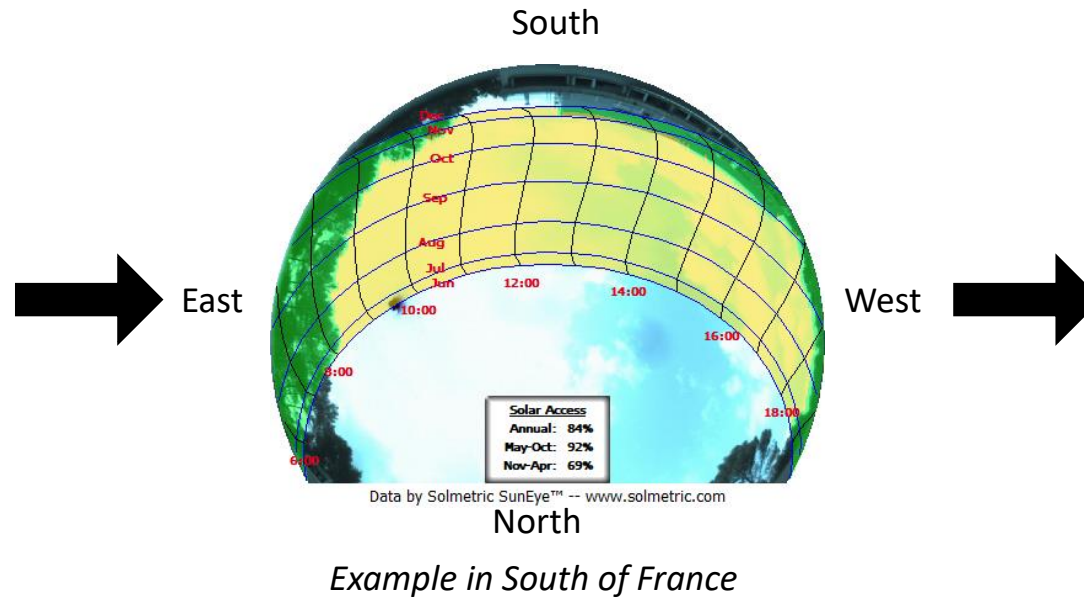 South
Dec
Nov
Oct
Sep
Aug
Jul
Jun
East
West
12:00
14:00
10:00
16:00
8:00
18:00
6:00
Solar Access
Annual: 84%
May-Oct: 92%
Nov-Apr: 69%
Data by Solmetric SunEye™ -- www.solmetric.com
North
Example in South of France